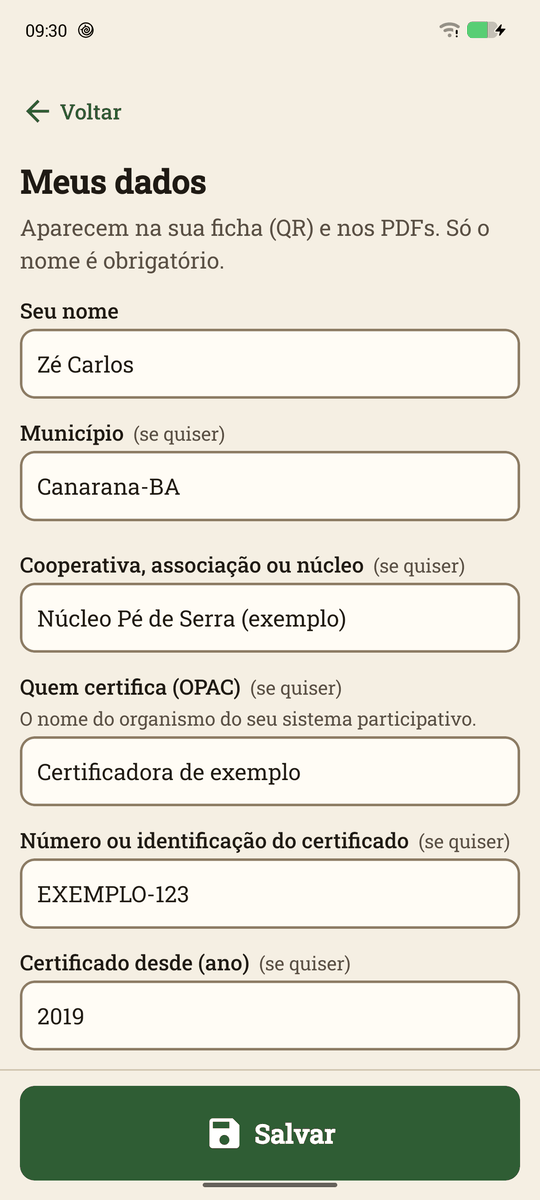 09:30
Voltar
Meus dados
Aparecem na sua ficha (QR) e nos PDFs. Só o
nome é obrigatório.
Seu nome
Zé Carlos
Município (se quiser)
Canarana-BA
Cooperativa, associação ou núcleo (se quiser)
Núcleo Pé de Serra (exemplo)
Quem certifica (OPAC) (se quiser)
O nome do organismo do seu sistema participativo.
Certificadora de exemplo
Número ou identificação do certificado (se quiser)
EXEMPLO-123
Certificado desde (ano) (se quiser)
2019
Salvar